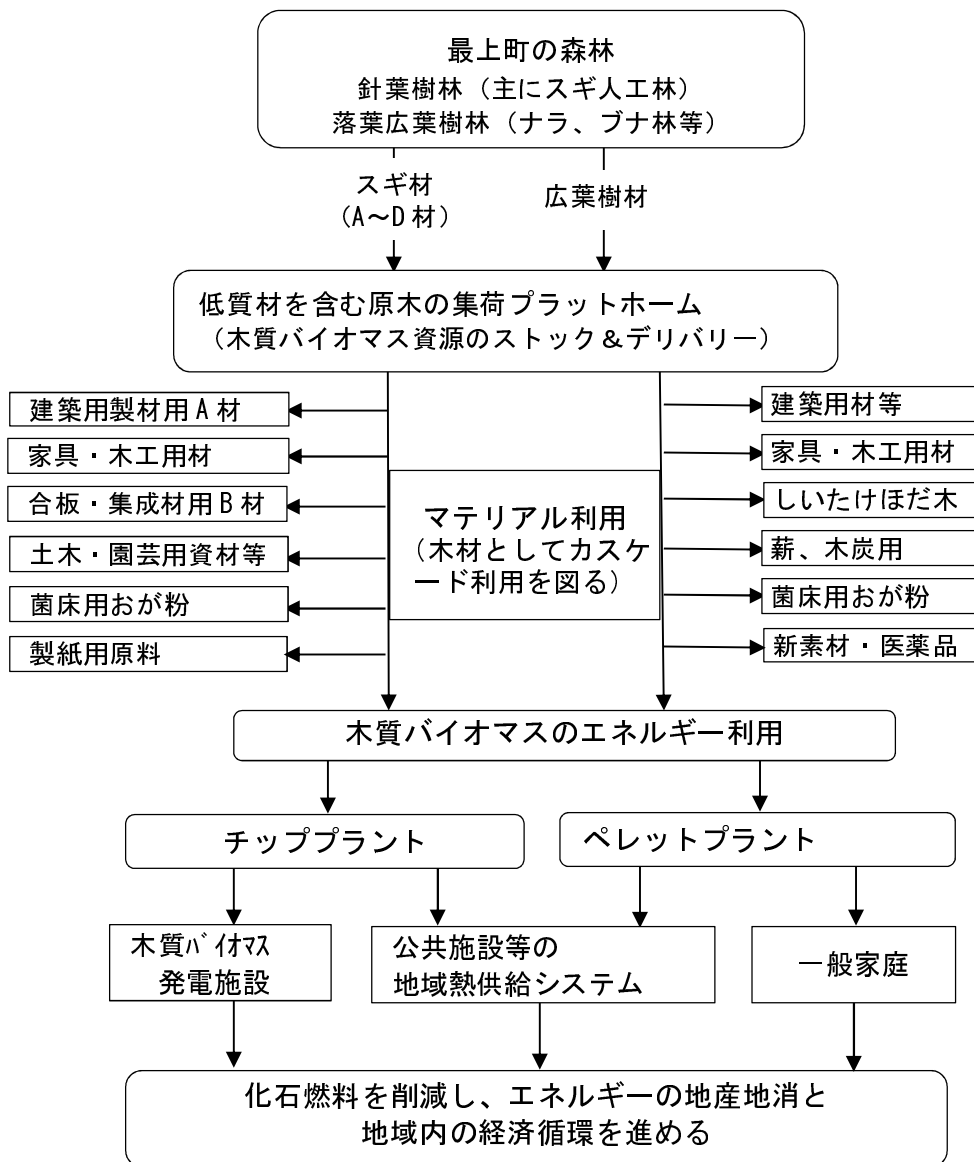 最上町の森林
針葉樹林（主にスギ人工林）
落葉広葉樹林（ナラ、ブナ林等）
スギ材
（A～D材）
広葉樹材
低質材を含む原木の集荷プラットホーム
（木質バイオマス資源のストック＆デリバリー）
建築用製材用A材
家具・木工用材
合板・集成材用B材
土木・園芸用資材等
菌床用おが粉
製紙用原料
マテリアル利用
（木材としてカスケ
ード利用を図る）
建築用材等
家具・木工用材
しいたけほだ木
薪、木炭用
菌床用おが粉
新素材・医薬品
木質バイオマスのエネルギー利用
チッププラント
ペレットプラント
木質ﾊﾞｲｵﾏｽ
発電施設
公共施設等の
地域熱供給システム
一般家庭
化石燃料を削減し、エネルギーの地産地消と
地域内の経済循環を進める